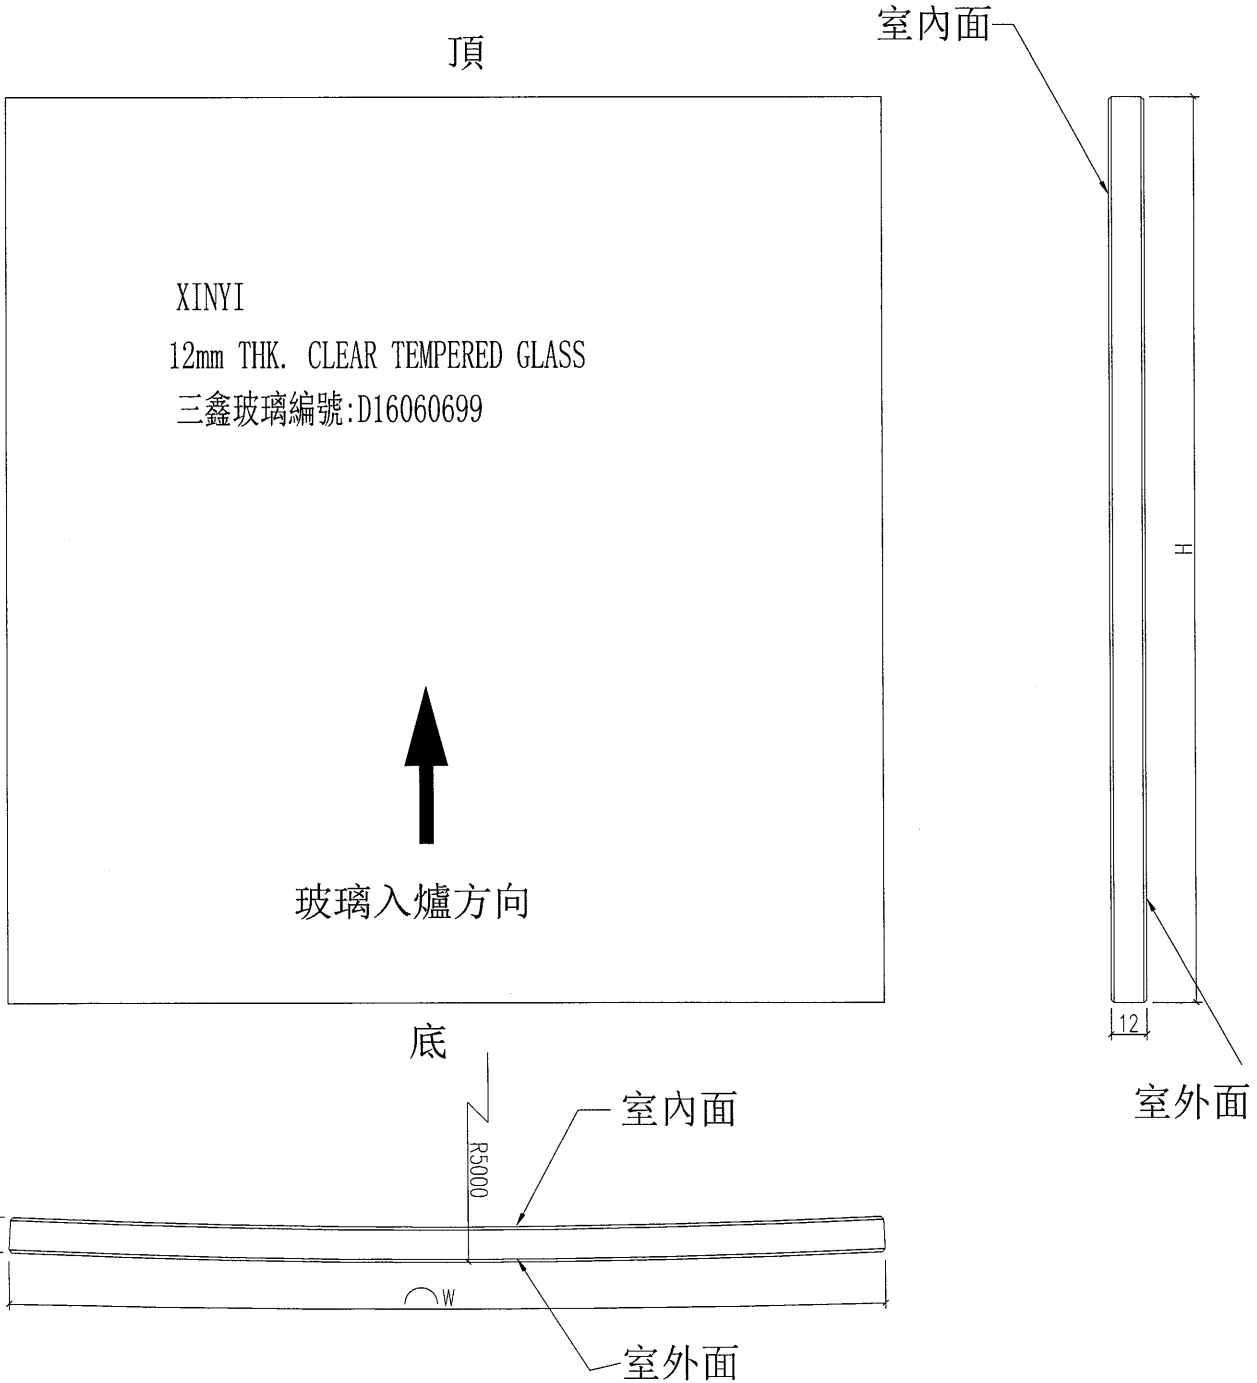 頂
室內面
XINYI
12mm THK. CLEAR TEMPERED GLASS
三鑫玻璃編號:D16060699
H
玻璃入爐方向
12
底
室外面
室內面
R5000
W
室外面